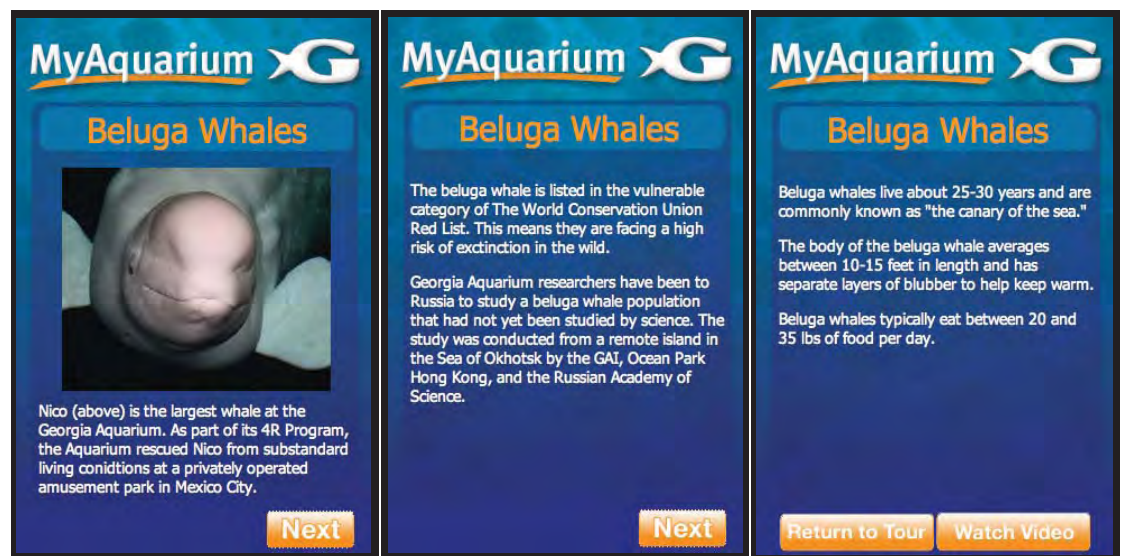 MyAquarium G
Beluga Whales
Nico (above) is the largest whale at the
Georgia Aquarium. As part of its 4R Program,
the Aquarium rescued Nico from substandard
living conidtions at a privately operated
amusement park in Mexico City.
Next
MyAquarium G
Beluga Whales
The beluga whale is listed in the vulnerable
category of The World Conservation Union
Red List. This means they are facing a high
risk of exctinction in the wild.
Georgia Aquarium researchers have been to
Russia to study a beluga whale population
that had not yet been studied by science. The
study was conducted from a remote island in
the Sea of Okhotsk by the GAI, Ocean Park
Hong Kong, and the Russian Academy of
Science.
Next
MyAquarium G
Beluga Whales
Beluga whales live about 25-30 years and are
commonly known as "the canary of the sea."
The body of the beluga whale averages
between 10-15 feet in length and has
separate layers of blubber to help keep warm.
Beluga whales typically eat between 20 and
35 lbs of food per day.
Return to Tour Watch Video